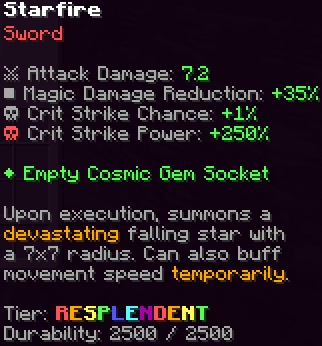 Starfire
Sword
Attack Damage: 7.2
Magic Damage Reduction: +35%
Crit Strike Chance: +1%
Crit Strike Power: +250%
Empty Cosmic Gem Socket
Upon execution, summons a
devastating falling star with
a 7x7 radius. Can also buff
movement speed temporarily.
Tier: RESPLENDENT
Durability: 2500 / 2500